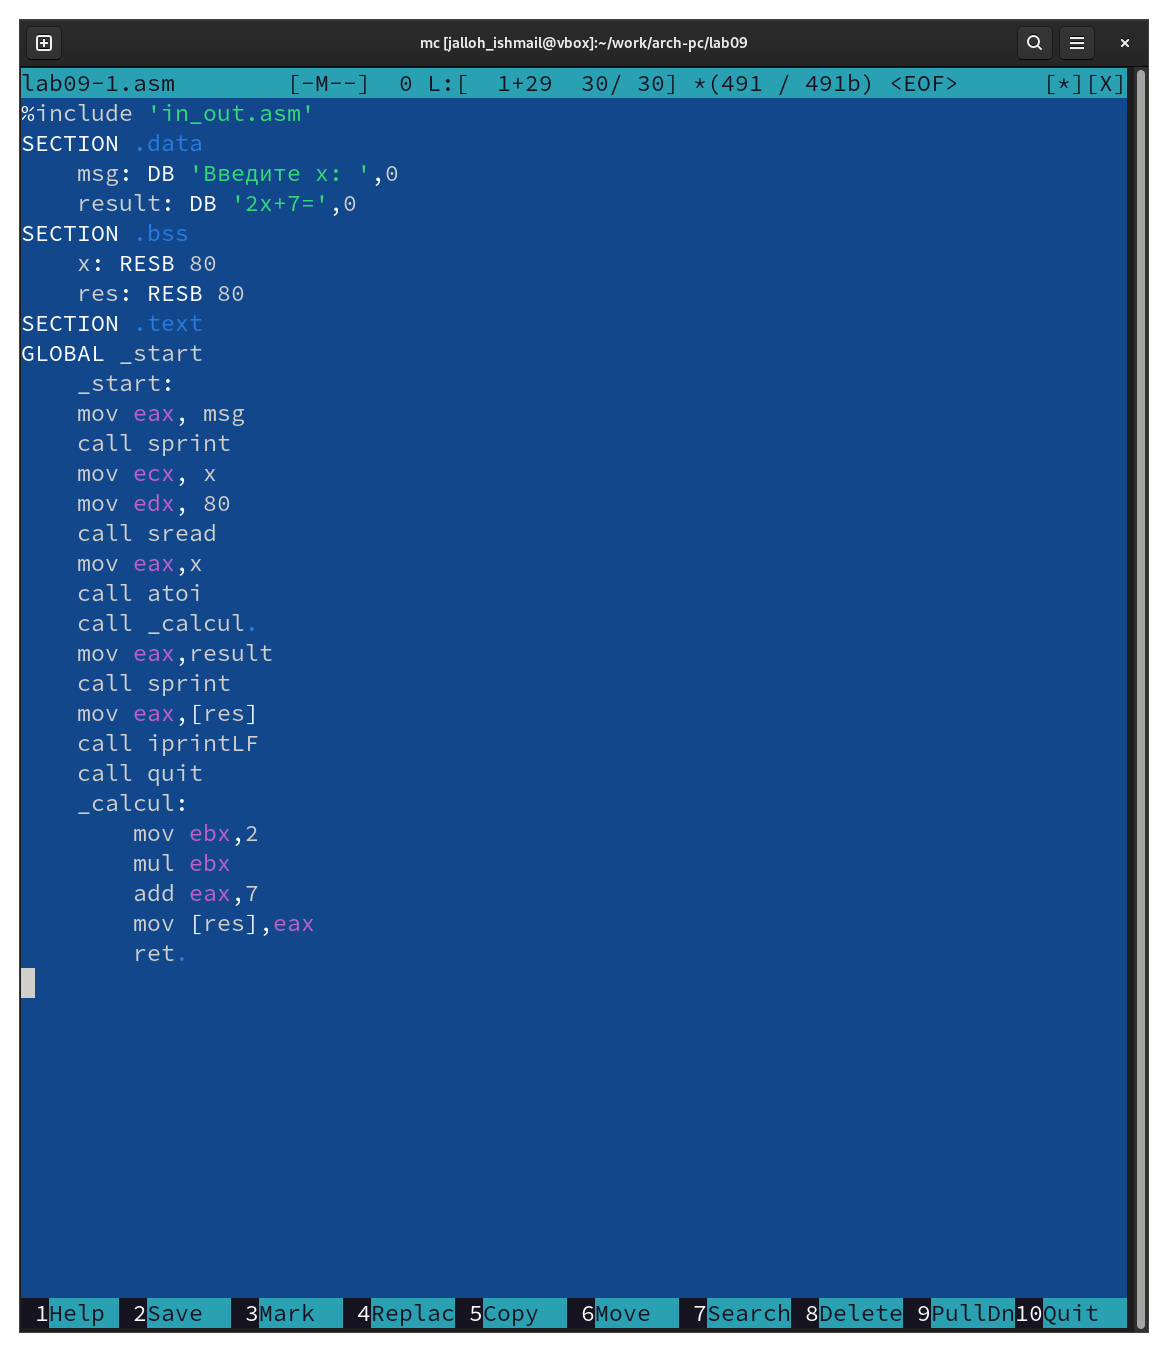 mc [jalloh_ishmail@vbox]:~/work/arch-pc/lab09
lab09-1.asm [-M--] 0 L:[ 1+29 30/ 30] *(491 / 491b) <EOF> [*][X]
%include 'in_out.asm'
SECTION .data
msg: DB 'Введите x: ',0
result: DB '2x+7=',0
SECTION .bss
x: RESB 80
res: RESB 80
SECTION .text
GLOBAL _start
_start:
mov eax, msg
call sprint
mov ecx, x
mov edx, 80
call sread
mov eax,x
call atoi
call _calcul.
mov eax,result
call sprint
mov eax,[res]
call iprintLF
call quit
_calcul:
mov ebx,2
mul ebx
add eax,7
mov [res],eax
ret.
1Help 2Save 3Mark 4Replac 5Copy 6Move 7Search 8Delete 9PullDn 10Quit